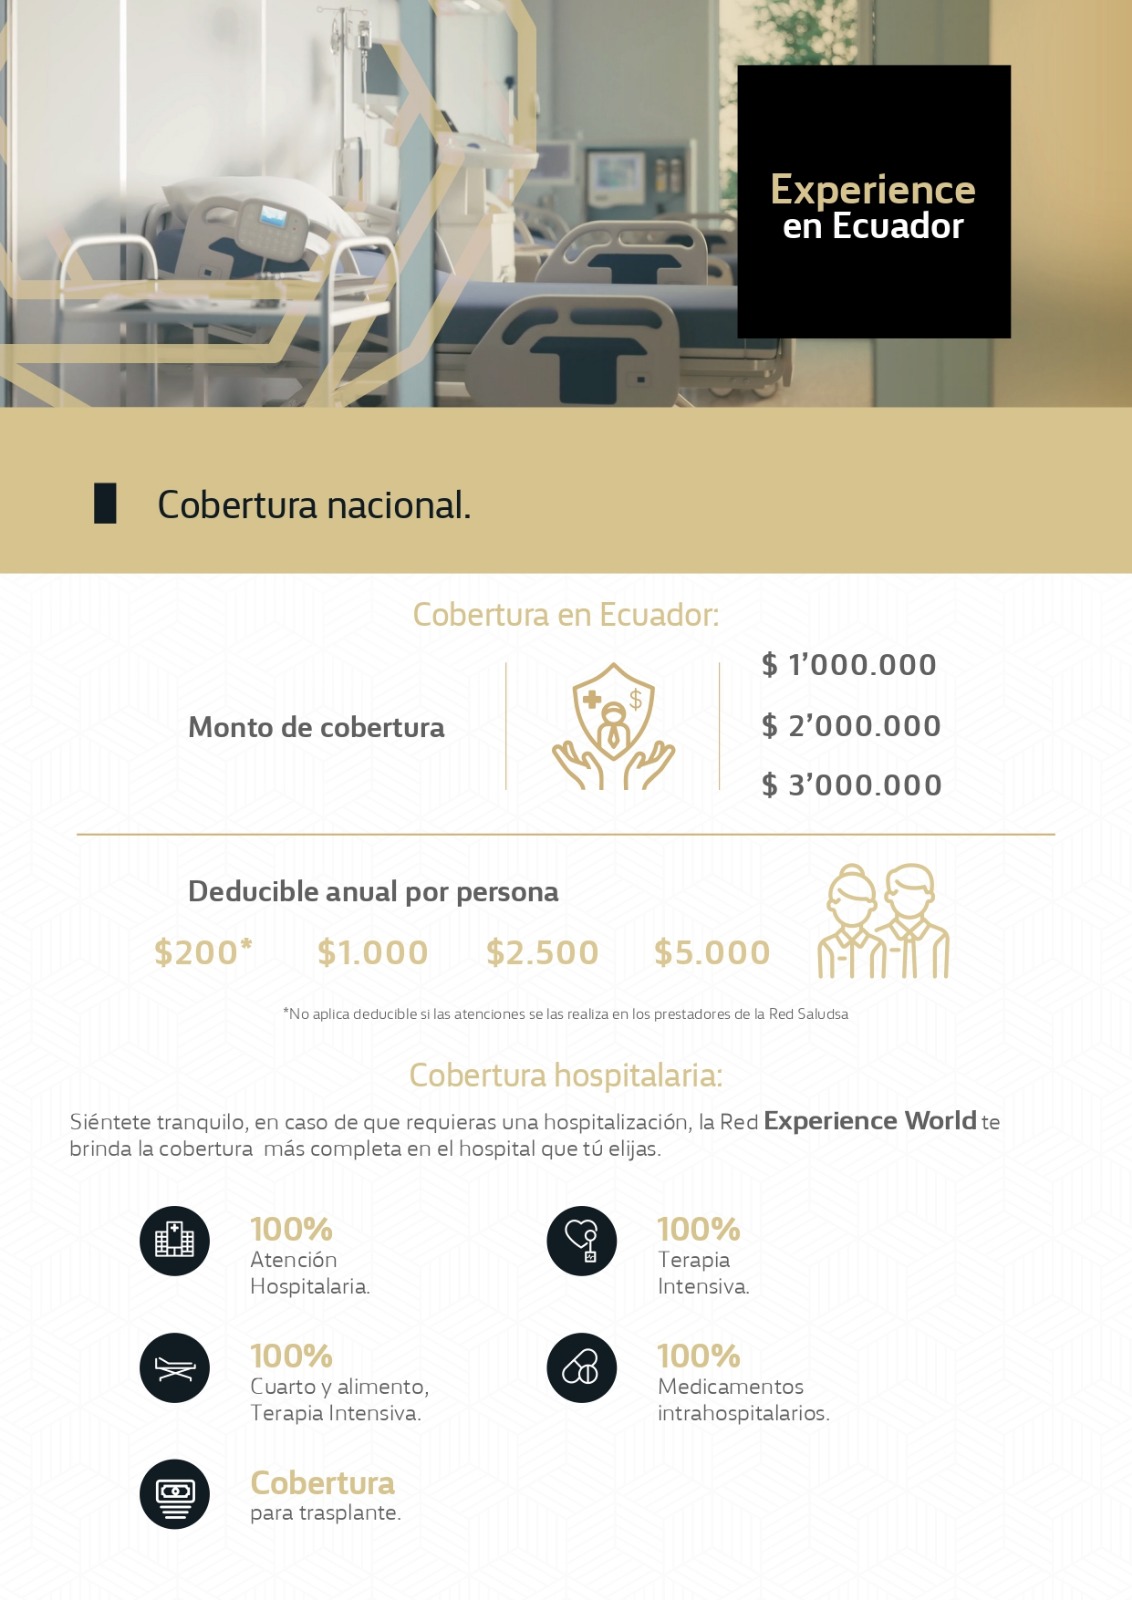 Experience
en Ecuador
Cobertura nacional.
Cobertura en Ecuador:
Monto de cobertura
$
$ 1’000.000
$ 2’000.000
$ 3’000.000
Deducible anual por persona
$200* $1.000 $2.500 $5.000
*No aplica deducible si las atenciones se las realiza en los prestadores de la Red Saludsa
Cobertura hospitalaria:
Siéntete tranquilo, en caso de que requieras una hospitalización, la Red Experience World te
brinda la cobertura  más completa en el hospital que tú elijas.
100%
Atención
Hospitalaria.
100%
Terapia
Intensiva.
100%
Cuarto y alimento,
Terapia Intensiva.
100%
Medicamentos
intrahospitalarios.
Cobertura
para trasplante.